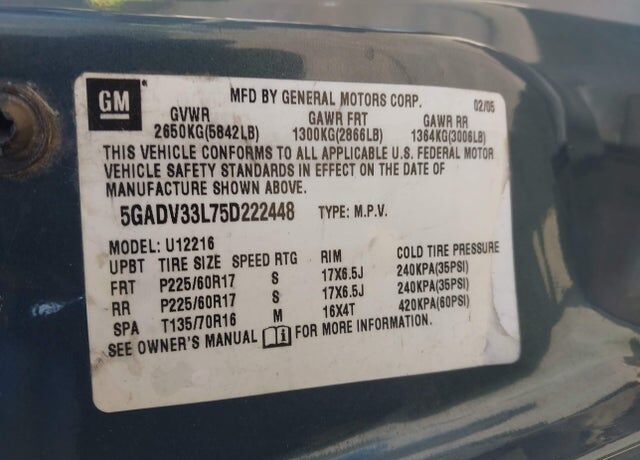 GM
MFD BY GENERAL MOTORS CORP. 02/05
GVWR GAWR FRT GAWR RR
2650KG(5842LB) 1300KG(2866LB) 1364KG(3006LB)
THIS VEHICLE CONFORMS TO ALL APPLICABLE U.S. FEDERAL MOTOR
VEHICLE SAFETY STANDARDS IN EFFECT ON THE DATE OF
MANUFACTURE SHOWN ABOVE.
5GADV33L75D222448 TYPE: M.P.V.
MODEL: U12216
UPBT TIRE SIZE SPEED RTG RIM COLD TIRE PRESSURE
FRT P225/60R17 S 17X6.5J 240KPA(35PSI)
RR P225/60R17 S 17X6.5J 240KPA(35PSI)
SPA T135/70R16 M 16X4T 420KPA(60PSI)
SEE OWNER'S MANUAL i FOR MORE INFORMATION.